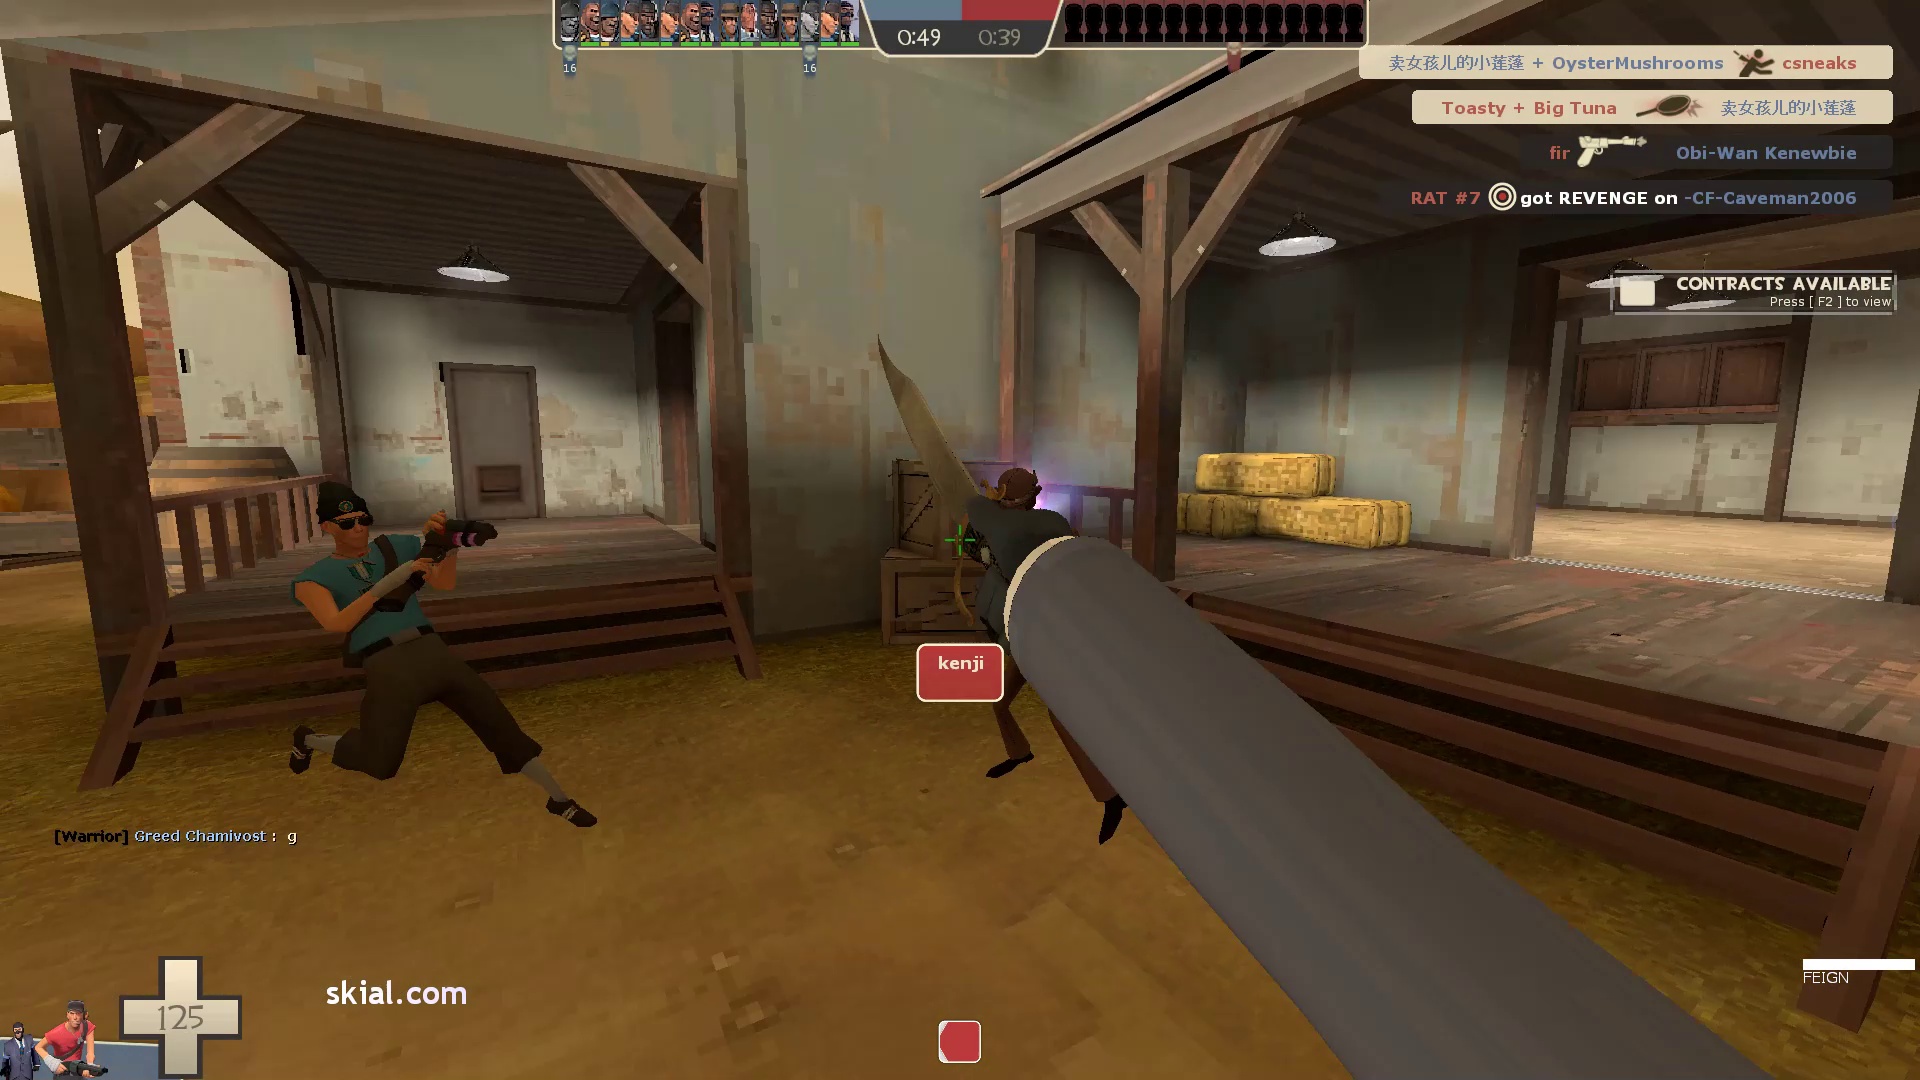 0:49 0:39
16 16
卖女孩儿的小莲蓬 + OysterMushrooms csneaks
Toasty + Big Tuna 卖女孩儿的小莲蓬
fir Obi-Wan Kenewbie
RAT #7 got REVENGE on -CF-Caveman2006
CONTRACTS AVAILABLE
Press [ F2 ] to view
kenji
[Warrior] Greed Chamivost : g
FEIGN
skial.com
125